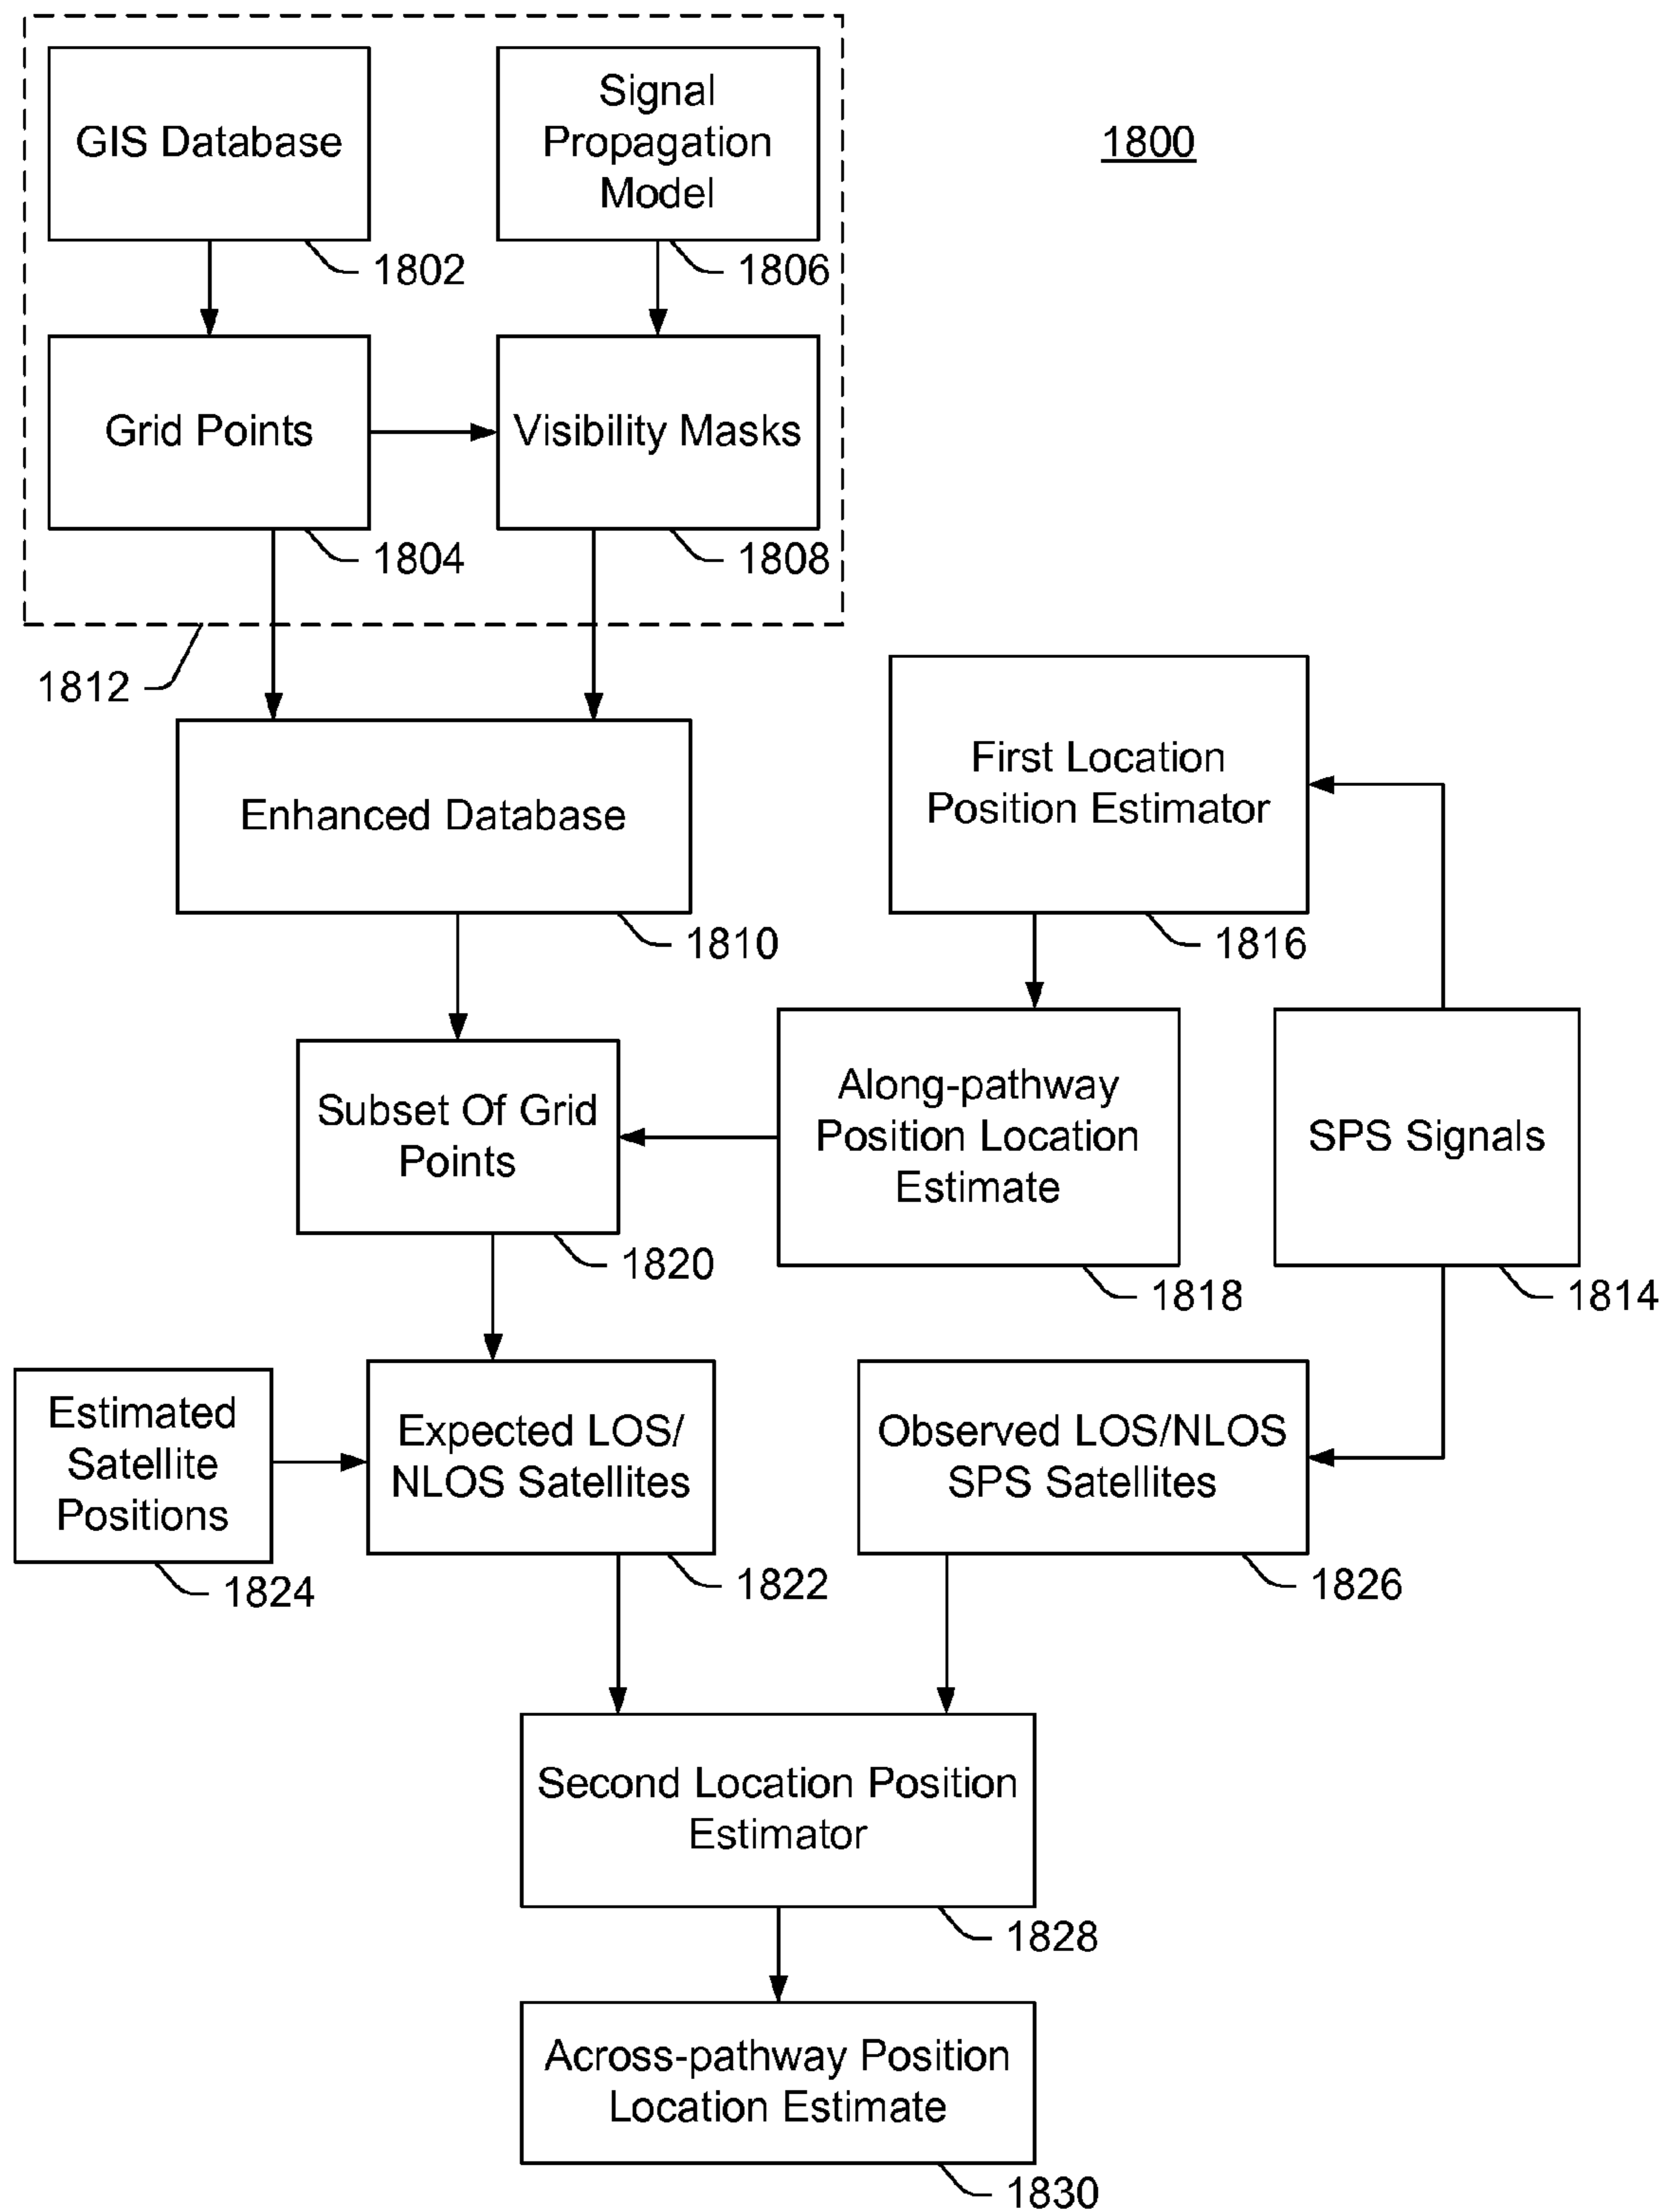 GIS Database
1802
Signal
Propagation
Model
1806
1800
Grid Points
1804
Visibility Masks
1808
1812
Enhanced Database
1810
First Location
Position Estimator
1816
Subset Of Grid
Points
1820
Along-pathway
Position Location
Estimate
1818
SPS Signals
1814
Estimated
Satellite
Positions
1824
Expected LOS/
NLOS Satellites
1822
Observed LOS/NLOS
SPS Satellites
1826
Second Location Position
Estimator
1828
Across-pathway Position
Location Estimate
1830